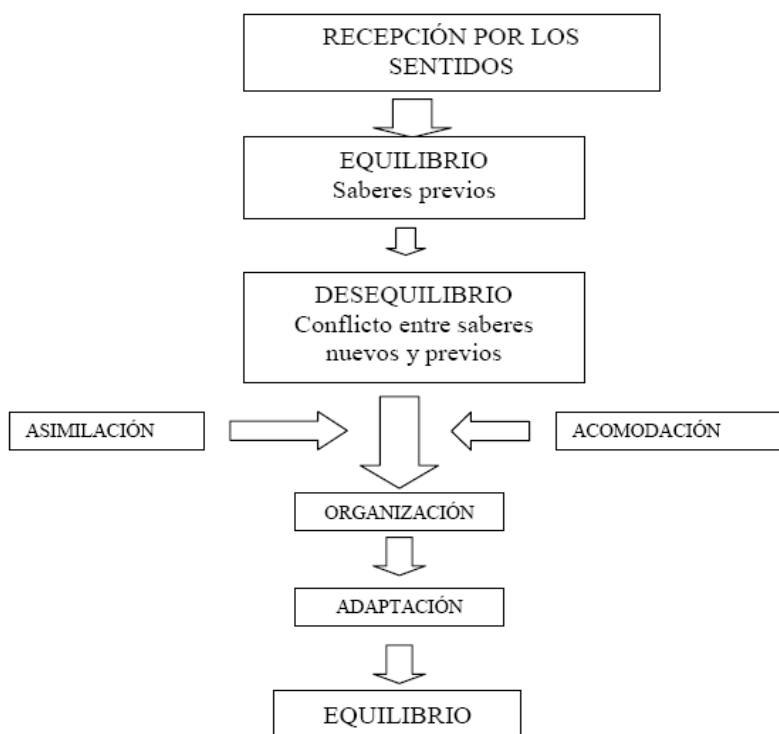 RECEPCIÓN POR LOS
SENTIDOS
EQUILIBRIO
Saberes previos
DESEQUILIBRIO
Conflicto entre saberes
nuevos y previos
ASIMILACIÓN
ACOMODACIÓN
ORGANIZACIÓN
ADAPTACIÓN
EQUILIBRIO